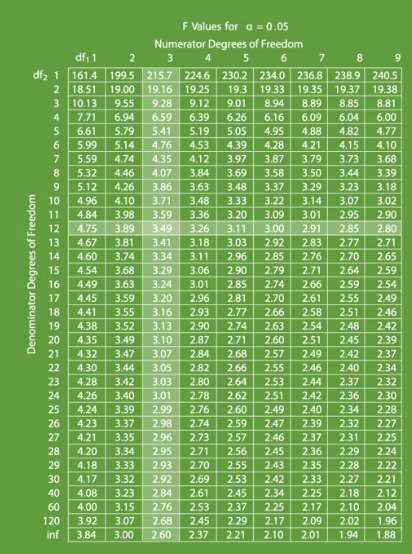 F Values for α = 0.05
Numerator Degrees of Freedom
df₁ 1 2 3 4 5 6 7 8 9
df₂ 1 161.4 199.5 215.7 224.6 230.2 234.0 236.8 238.9 240.5
2 18.51 19.00 19.16 19.25 19.3 19.33 19.35 19.37 19.38
3 10.13 9.55 9.28 9.12 9.01 8.94 8.89 8.85 8.81
4 7.71 6.94 6.59 6.39 6.26 6.16 6.09 6.04 6.00
5 6.61 5.79 5.41 5.19 5.05 4.95 4.88 4.82 4.77
6 5.99 5.14 4.76 4.53 4.39 4.28 4.21 4.15 4.10
7 5.59 4.74 4.35 4.12 3.97 3.87 3.79 3.73 3.68
8 5.32 4.46 4.07 3.84 3.69 3.58 3.50 3.44 3.39
9 5.12 4.26 3.86 3.63 3.48 3.37 3.29 3.23 3.18
10 4.96 4.10 3.71 3.48 3.33 3.22 3.14 3.07 3.02
11 4.84 3.98 3.59 3.36 3.20 3.09 3.01 2.95 2.90
12 4.75 3.89 3.49 3.26 3.11 3.00 2.91 2.85 2.80
13 4.67 3.81 3.41 3.18 3.03 2.92 2.83 2.77 2.71
14 4.60 3.74 3.34 3.11 2.96 2.85 2.76 2.70 2.65
15 4.54 3.68 3.29 3.06 2.90 2.79 2.71 2.64 2.59
16 4.49 3.63 3.24 3.01 2.85 2.74 2.66 2.59 2.54
17 4.45 3.59 3.20 2.96 2.81 2.70 2.61 2.55 2.49
18 4.41 3.55 3.16 2.93 2.77 2.66 2.58 2.51 2.46
19 4.38 3.52 3.13 2.90 2.74 2.63 2.54 2.48 2.42
20 4.35 3.49 3.10 2.87 2.71 2.60 2.51 2.45 2.39
21 4.32 3.47 3.07 2.84 2.68 2.57 2.49 2.42 2.37
22 4.30 3.44 3.05 2.82 2.66 2.55 2.46 2.40 2.34
23 4.28 3.42 3.03 2.80 2.64 2.53 2.44 2.37 2.32
24 4.26 3.40 3.01 2.78 2.62 2.51 2.42 2.36 2.30
25 4.24 3.39 2.99 2.76 2.60 2.49 2.40 2.34 2.28
26 4.23 3.37 2.98 2.74 2.59 2.47 2.39 2.32 2.27
27 4.21 3.35 2.96 2.73 2.57 2.46 2.37 2.31 2.25
28 4.20 3.34 2.95 2.71 2.56 2.45 2.36 2.29 2.24
29 4.18 3.33 2.93 2.70 2.55 2.43 2.35 2.28 2.22
30 4.17 3.32 2.92 2.69 2.53 2.42 2.33 2.27 2.21
40 4.08 3.23 2.84 2.61 2.45 2.34 2.25 2.18 2.12
60 4.00 3.15 2.76 2.53 2.37 2.25 2.17 2.10 2.04
120 3.92 3.07 2.68 2.45 2.29 2.17 2.09 2.02 1.96
inf 3.84 3.00 2.60 2.37 2.21 2.10 2.01 1.94 1.88
Denominator Degrees of Freedom